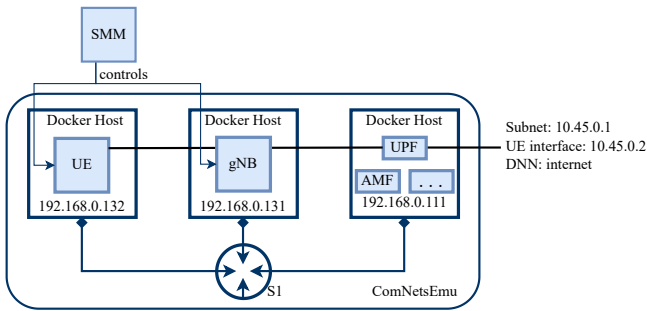 SMM
controls
Docker Host
Docker Host
Docker Host
UE
gNB
UPF
AMF
. . .
192.168.0.132
192.168.0.131
192.168.0.111
Subnet: 10.45.0.1
UE interface: 10.45.0.2
DNN: internet
S1
ComNetsEmu